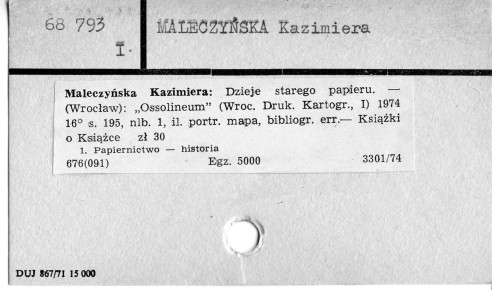 68 793
I.
MALECZYŃSKA Kazimiera
Maleczyńska Kazimiera: Dzieje starego papieru. —
(Wrocław): „Ossolineum” (Wroc. Druk. Kartogr., I) 1974
16° s. 195, nlb. 1, il. portr. mapa, bibliogr. err.— Książki
o Książce zł 30
1. Papiernictwo — historia
676(091) Egz. 5000 3301/74
DUJ 867/71 15 000